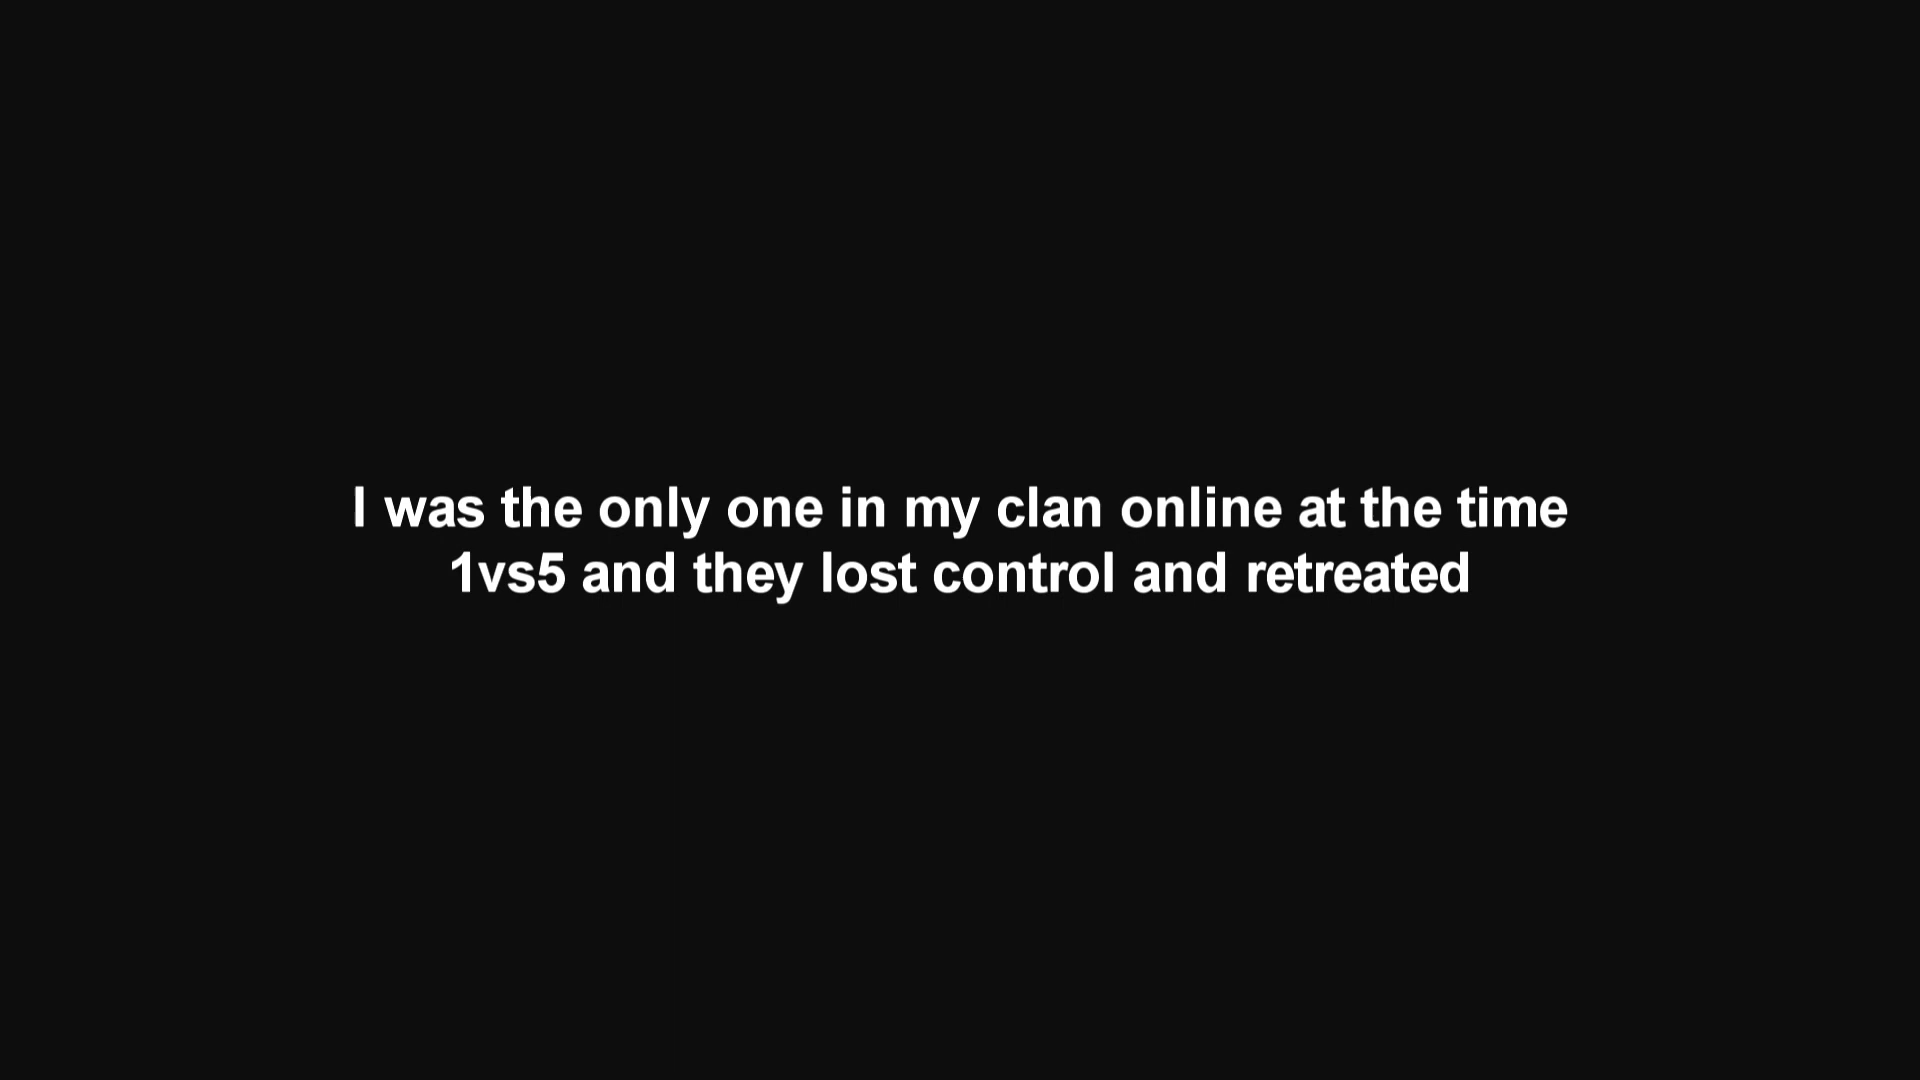 I was the only one in my clan online at the time
1vs5 and they lost control and retreated